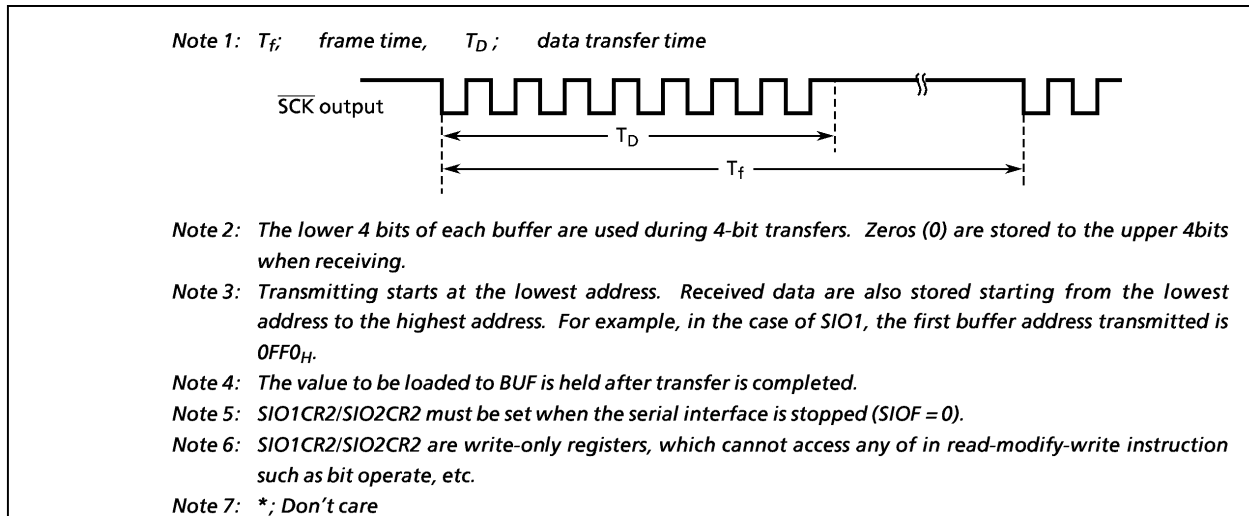 Note 1: Tf; frame time, TD ; data transfer time
SCK output
TD
Tf
Note 2: The lower 4 bits of each buffer are used during 4-bit transfers. Zeros (0) are stored to the upper 4bits
when receiving.
Note 3: Transmitting starts at the lowest address. Received data are also stored starting from the lowest
address to the highest address. For example, in the case of SIO1, the first buffer address transmitted is
0FF0H.
Note 4: The value to be loaded to BUF is held after transfer is completed.
Note 5: SIO1CR2/SIO2CR2 must be set when the serial interface is stopped (SIOF = 0).
Note 6: SIO1CR2/SIO2CR2 are write-only registers, which cannot access any of in read-modify-write instruction
such as bit operate, etc.
Note 7: *; Don't care